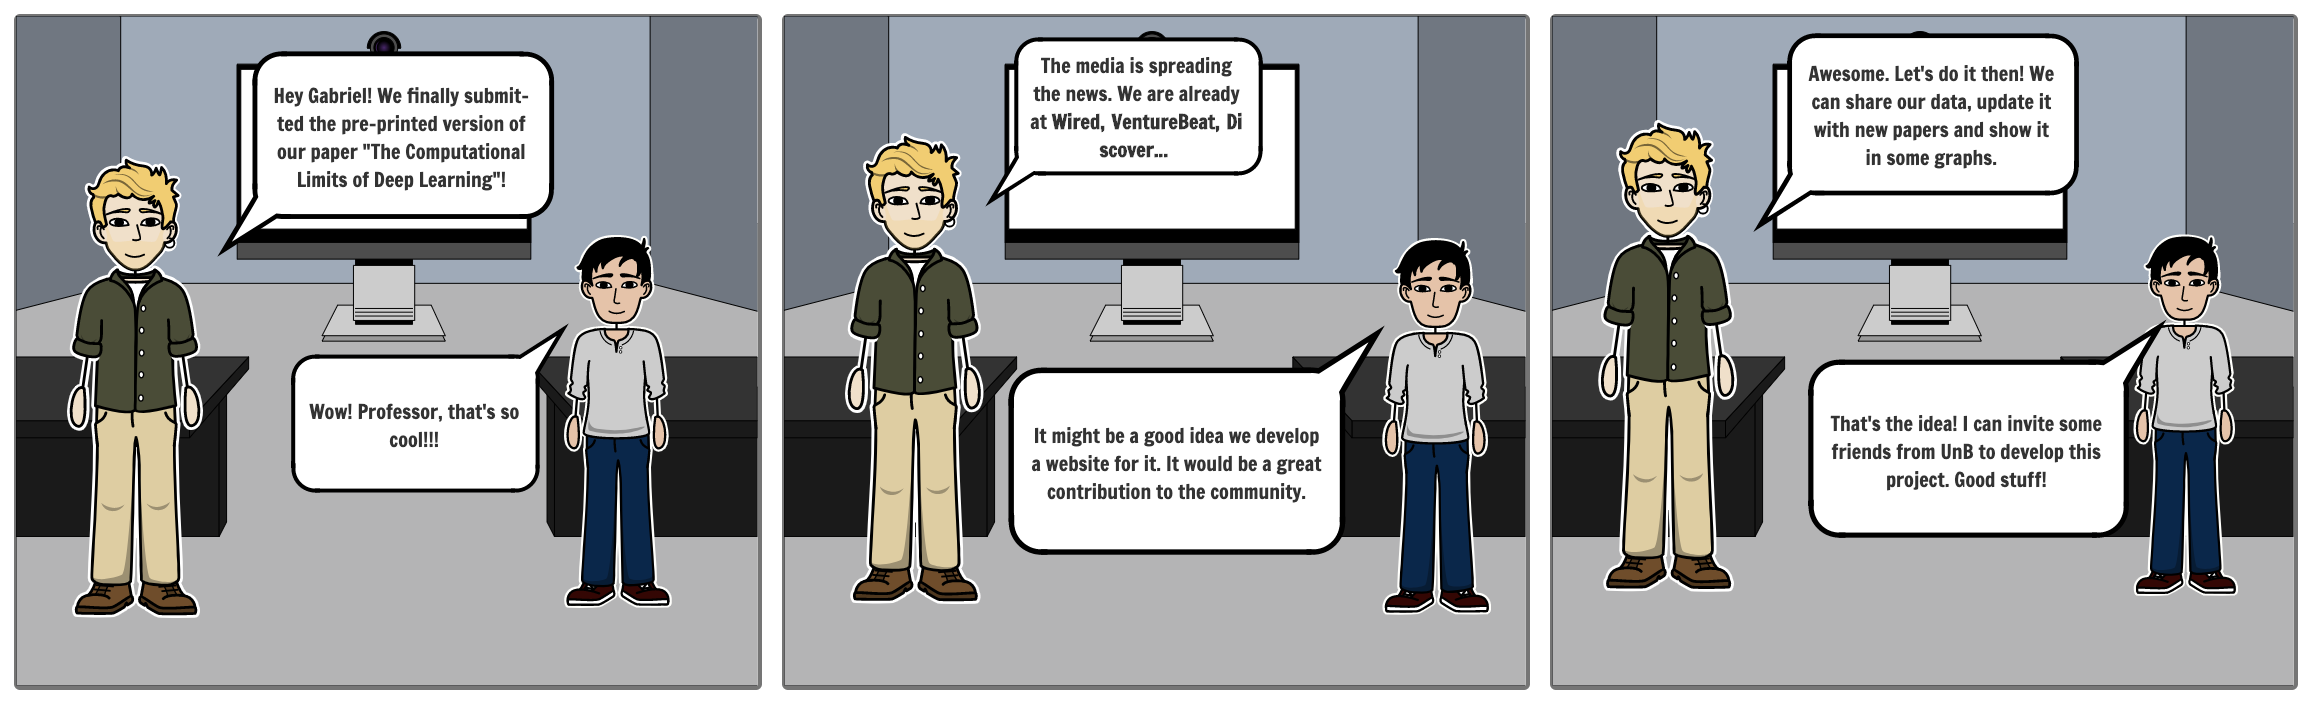 Hey Gabriel! We finally submit-
ted the pre-printed version of
our paper "The Computational
Limits of Deep Learning"!
Wow! Professor, that's so
cool!!!
The media is spreading
the news. We are already
at Wired, VentureBeat, Di
scover...
It might be a good idea we develop
a website for it. It would be a great
contribution to the community.
Awesome. Let's do it then! We
can share our data, update it
with new papers and show it
in some graphs.
That's the idea! I can invite some
friends from UnB to develop this
project. Good stuff!